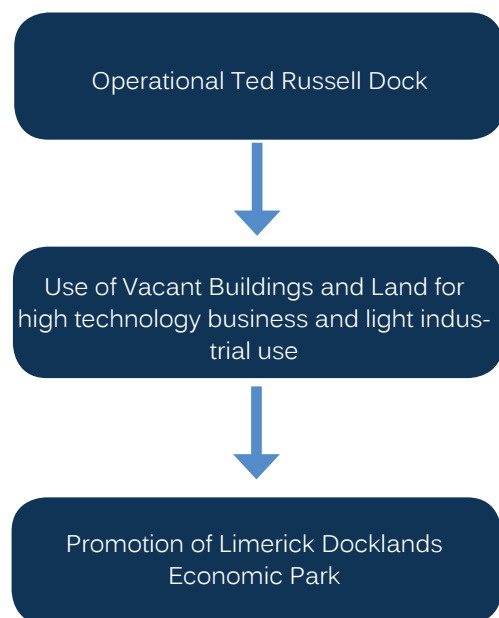 Operational Ted Russell Dock
Use of Vacant Buildings and Land for
high technology business and light indus-
trial use
Promotion of Limerick Docklands
Economic Park